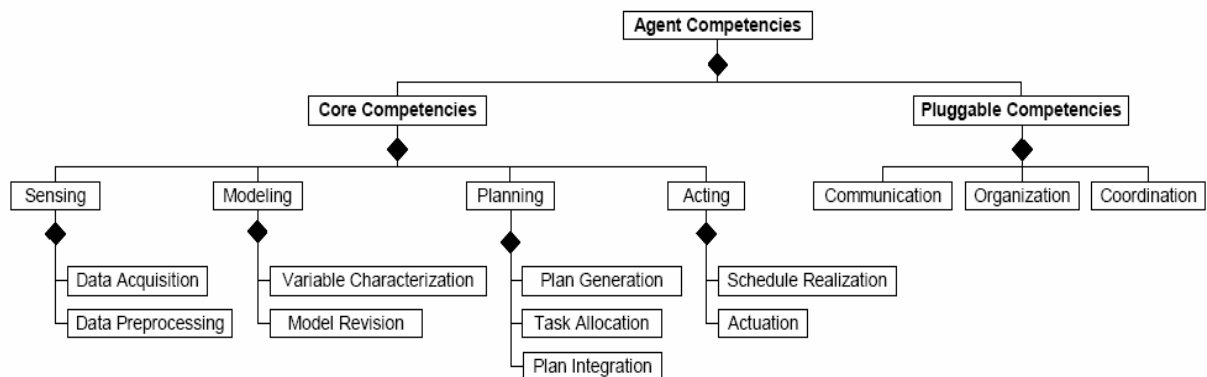 Agent Competencies
Core Competencies
Pluggable Competencies
Sensing
Modeling
Planning
Acting
Communication
Organization
Coordination
Data Acquisition
Variable Characterization
Plan Generation
Schedule Realization
Data Preprocessing
Model Revision
Task Allocation
Actuation
Plan Integration